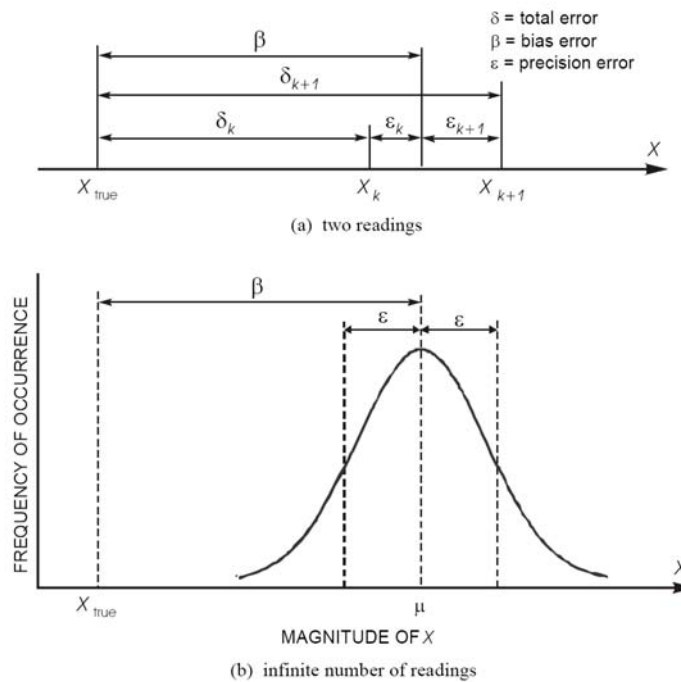 δ = total error
β = bias error
ε = precision error
β
δk+1
δk
εk
εk+1
X
Xtrue
Xk
Xk+1
(a) two readings
FREQUENCY OF OCCURRENCE
β
ε
ε
X
Xtrue
μ
MAGNITUDE OF X
(b) infinite number of readings